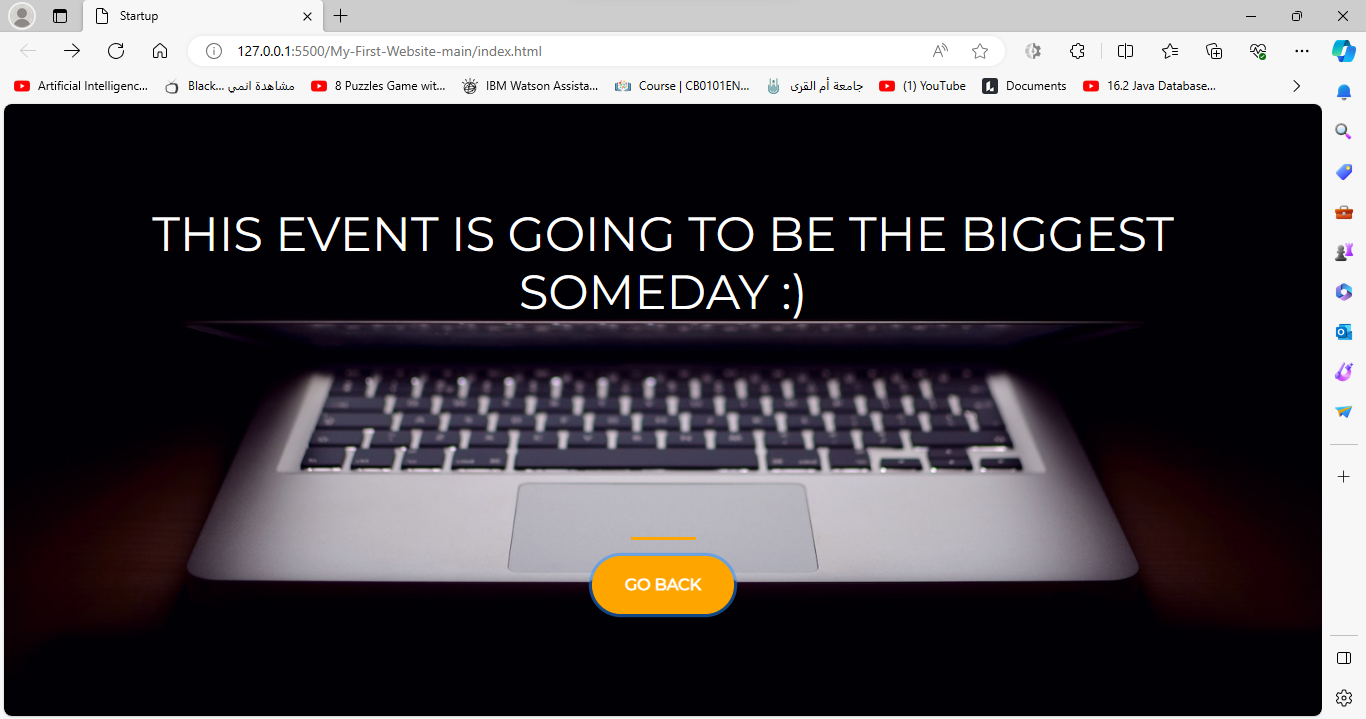 Startup
127.0.0.1:5500/My-First-Website-main/index.html
Artificial Intelligenc...
Black... مشاهدة انمي
8 Puzzles Game wit...
IBM Watson Assista...
Course | CB0101EN...
جامعة أم القرى
(1) YouTube
Documents
16.2 Java Database...
THIS EVENT IS GOING TO BE THE BIGGEST
SOMEDAY :)
GO BACK